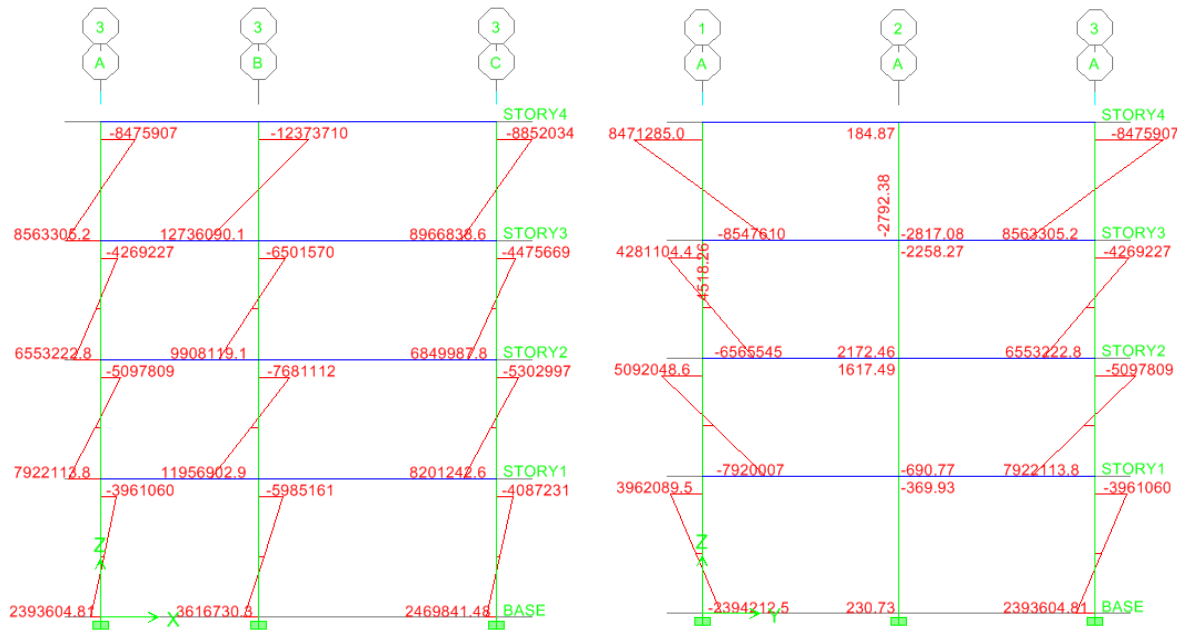 3 3 3 1 2 3
A B C A A A
STORY4 STORY4
-8475907 -12373710 -8852034 8471285.0 184.87 -8475907
-2792.38
8563305.2 12736090.1 8966838.6 STORY3 -8547610 -2817.08 8563305.2 STORY3
-4269227 -6501570 -4475669 4281104.4 -2258.27 -4269227
4518.26
6553222.8 9908119.1 6849987.8 STORY2 -6565545 2172.46 6553222.8 STORY2
-5097809 -7681112 -5302997 5092048.6 1617.49 -5097809
7922113.8 11956902.9 8201242.6 STORY1 -7920007 -690.77 7922113.8 STORY1
-3961060 -5985161 -4087231 3962089.5 -369.93 -3961060
Z Z
2393604.81 3616730.3 2469841.48 BASE -2394212.5 230.73 2393604.81 BASE
X Y